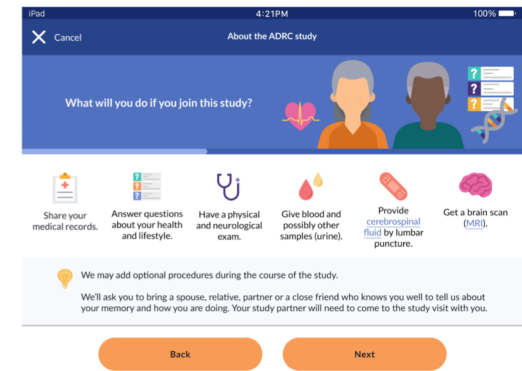 iPad 4:21PM 100%
Cancel About the ADRC study
What will you do if you join this study?
? ? ?
? ? ?
Share your
medical records.
Answer questions
about your health
and lifestyle.
Have a physical
and neurological
exam.
Give blood and
possibly other
samples (urine).
Provide
cerebrospinal
fluid by lumbar
puncture.
Get a brain scan
(MRI).
We may add optional procedures during the course of the study.
We'll ask you to bring a spouse, relative, partner or a close friend who knows you well to tell us about
your memory and how you are doing. Your study partner will need to come to the study visit with you.
Back Next